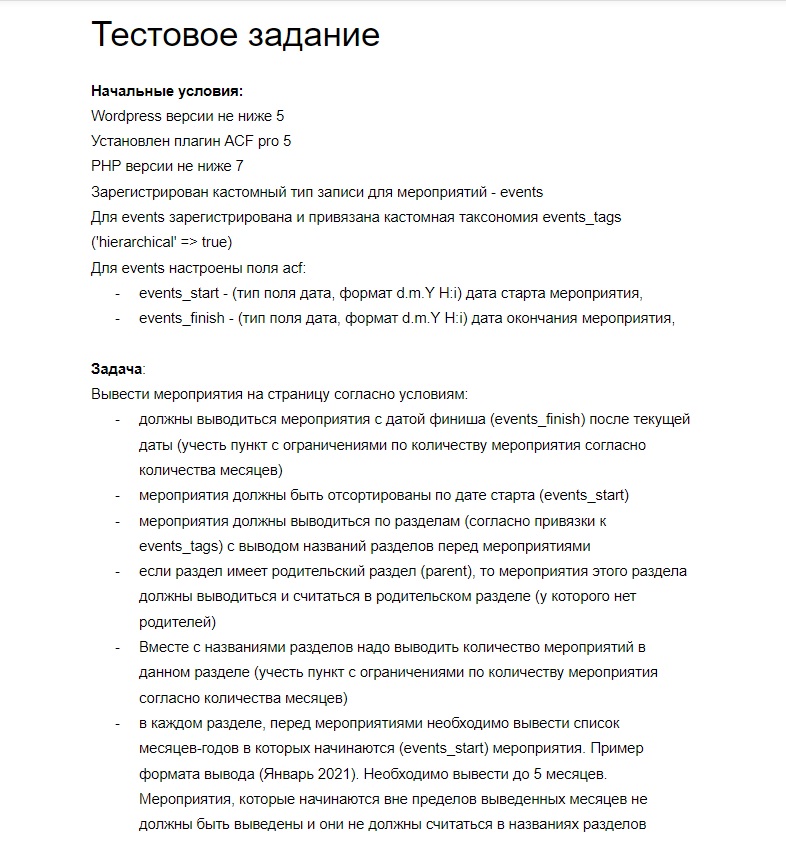 Тестовое задание
Начальные условия:
Wordpress версии не ниже 5
Установлен плагин ACF pro 5
PHP версии не ниже 7
Зарегистрирован кастомный тип записи для мероприятий - events
Для events зарегистрирована и привязана кастомная таксономия events_tags
('hierarchical' => true)
Для events настроены поля acf:
- events_start - (тип поля дата, формат d.m.Y H:i) дата старта мероприятия,
- events_finish - (тип поля дата, формат d.m.Y H:i) дата окончания мероприятия,
Задача:
Вывести мероприятия на страницу согласно условиям:
- должны выводиться мероприятия с датой финиша (events_finish) после текущей
даты (учесть пункт с ограничениями по количеству мероприятия согласно
количества месяцев)
- мероприятия должны быть отсортированы по дате старта (events_start)
- мероприятия должны выводиться по разделам (согласно привязки к
events_tags) с выводом названий разделов перед мероприятиями
- если раздел имеет родительский раздел (parent), то мероприятия этого раздела
должны выводиться и считаться в родительском разделе (у которого нет
родителей)
- Вместе с названиями разделов надо выводить количество мероприятий в
данном разделе (учесть пункт с ограничениями по количеству мероприятия
согласно количества месяцев)
- в каждом разделе, перед мероприятиями необходимо вывести список
месяцев-годов в которых начинаются (events_start) мероприятия. Пример
формата вывода (Январь 2021). Необходимо вывести до 5 месяцев.
Мероприятия, которые начинаются вне пределов выведенных месяцев не
должны быть выведены и они не должны считаться в названиях разделов